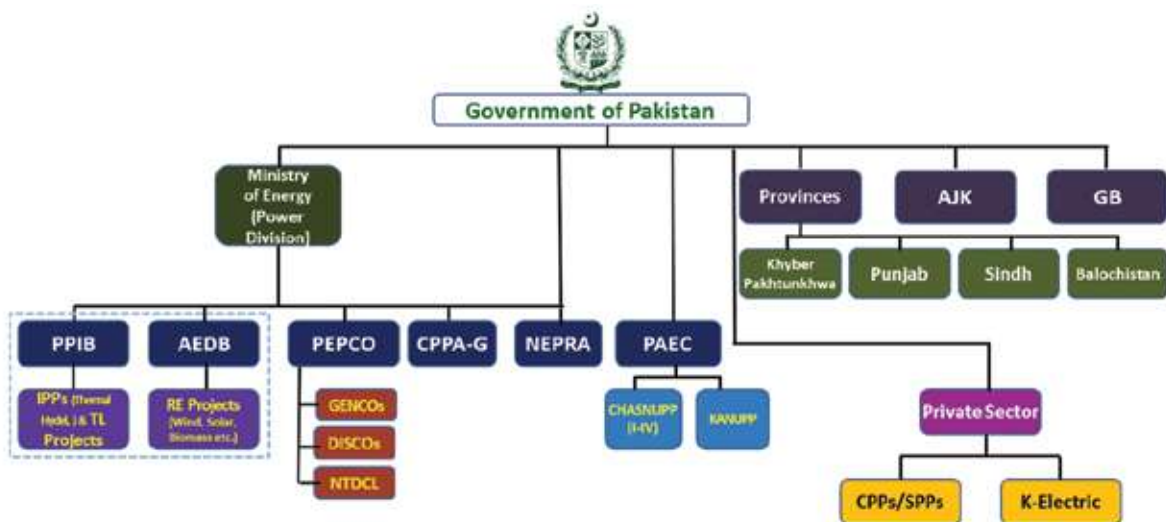 Government of Pakistan
Ministry
of Energy
(Power
Division)
Provinces
AJK
GB
Khyber
Pakhtunkhwa
Punjab
Sindh
Balochistan
PPIB
AEDB
PEPCO
CPPA-G
NEPRA
PAEC
IPPs (Thermal
Hydel, ) & TL
Projects
RE Projects
(Wind, Solar,
Biomass etc.)
GENCOs
DISCOs
NTDCL
CHASNUPP
(I-IV)
KANUPP
Private Sector
CPPs/SPPs
K-Electric